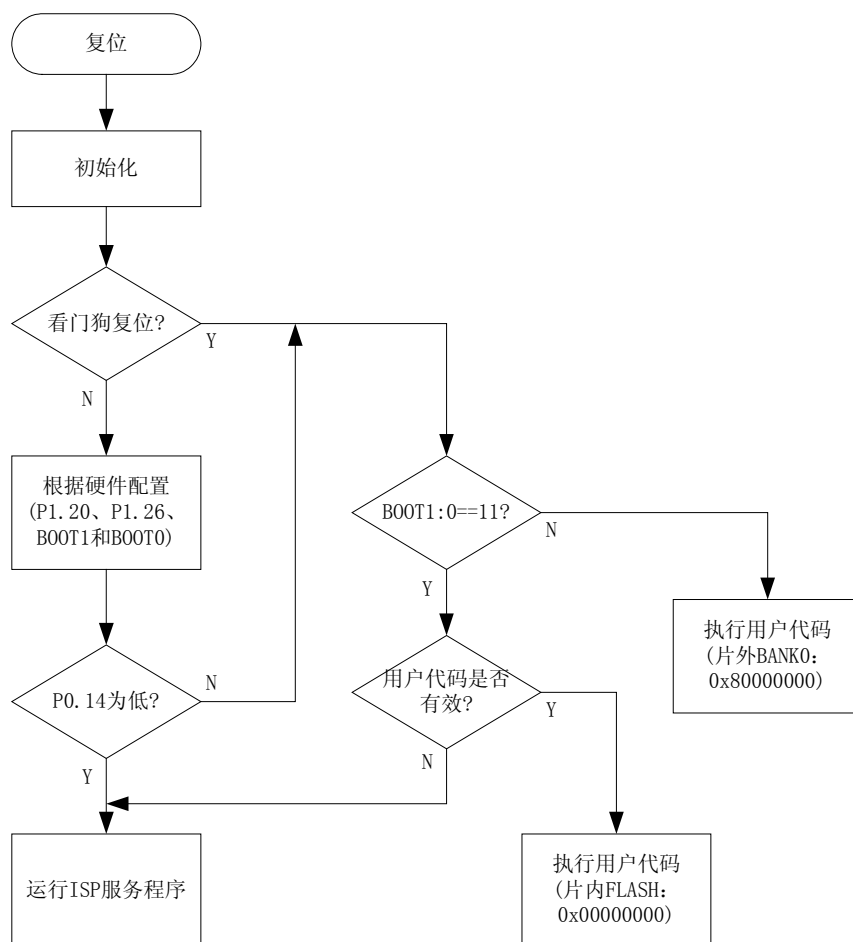 复位
初始化
看门狗复位?
Y
N
根据硬件配置
(P1.20、P1.26、
BOOT1和BOOT0)
BOOT1:0==11?
N
Y
执行用户代码
(片外BANK0:
0x80000000)
P0.14为低?
N
Y
用户代码是否
有效?
Y
N
运行ISP服务程序
执行用户代码
(片内FLASH:
0x00000000)